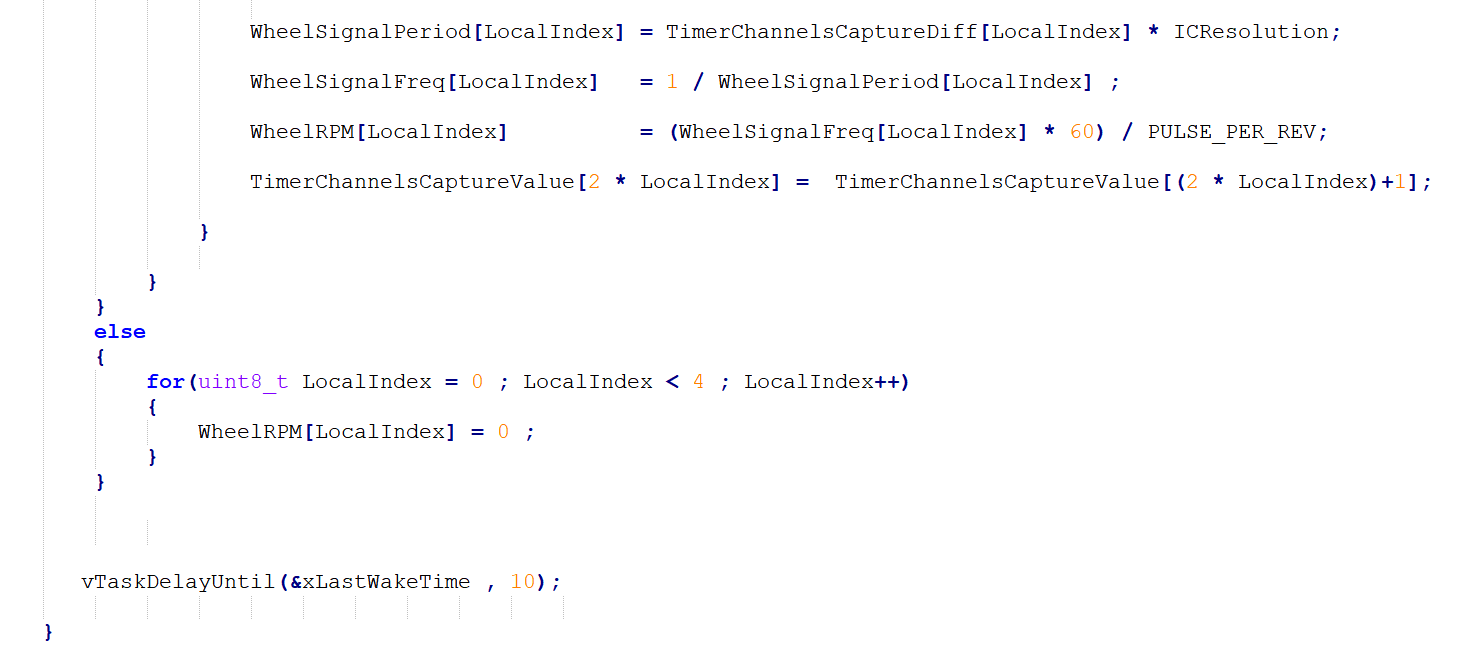 WheelSignalPeriod[LocalIndex] = TimerChannelsCaptureDiff[LocalIndex] * ICResolution;
WheelSignalFreq[LocalIndex]   = 1 / WheelSignalPeriod[LocalIndex] ;
WheelRPM[LocalIndex]          = (WheelSignalFreq[LocalIndex] * 60) / PULSE_PER_REV;
TimerChannelsCaptureValue[2 * LocalIndex] =  TimerChannelsCaptureValue[(2 * LocalIndex)+1];
}
}
}
else
{
for(uint8_t LocalIndex = 0 ; LocalIndex < 4 ; LocalIndex++)
{
WheelRPM[LocalIndex] = 0 ;
}
}
vTaskDelayUntil(&xLastWakeTime , 10);
}